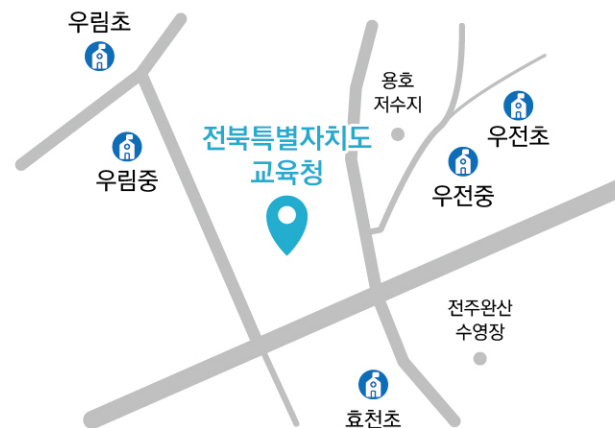 우림초
용호
저수지
전북특별자치도
교육청
우전초
우림중
우전중
전주완산
수영장
효천초